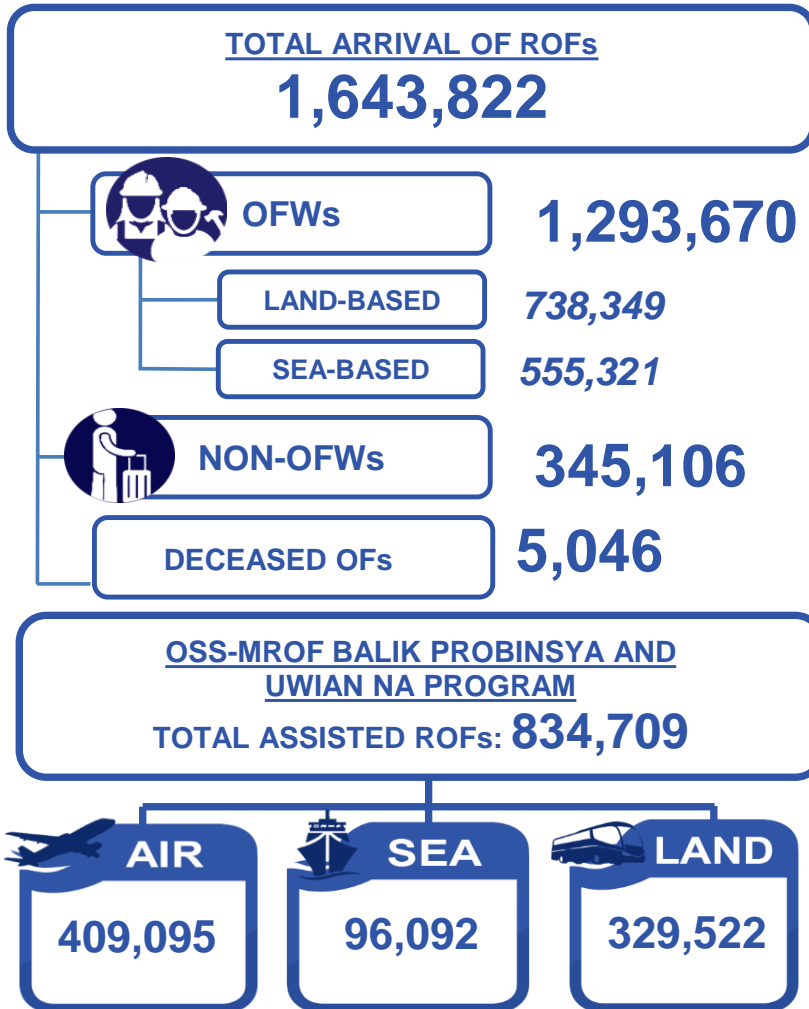 TOTAL ARRIVAL OF ROFs
1,643,822
OFWs
1,293,670
LAND-BASED
738,349
SEA-BASED
555,321
NON-OFWs
345,106
DECEASED OFs
5,046
OSS-MROF BALIK PROBINSYA AND
UWIAN NA PROGRAM
TOTAL ASSISTED ROFs: 834,709
AIR
409,095
SEA
96,092
LAND
329,522